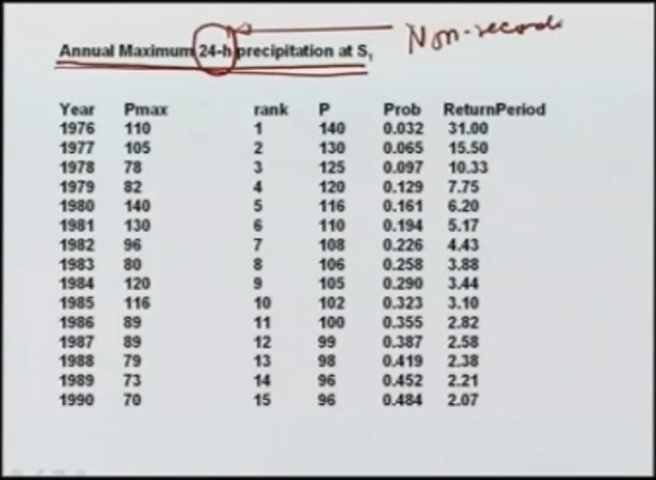 Non-recordi
Annual Maximum 24-h precipitation at S1
Year Pmax rank P Prob ReturnPeriod
1976 110 1 140 0.032 31.00
1977 105 2 130 0.065 15.50
1978 78 3 125 0.097 10.33
1979 82 4 120 0.129 7.75
1980 140 5 116 0.161 6.20
1981 130 6 110 0.194 5.17
1982 96 7 108 0.226 4.43
1983 80 8 106 0.258 3.88
1984 120 9 105 0.290 3.44
1985 116 10 102 0.323 3.10
1986 89 11 100 0.355 2.82
1987 89 12 99 0.387 2.58
1988 79 13 98 0.419 2.38
1989 73 14 96 0.452 2.21
1990 70 15 96 0.484 2.07